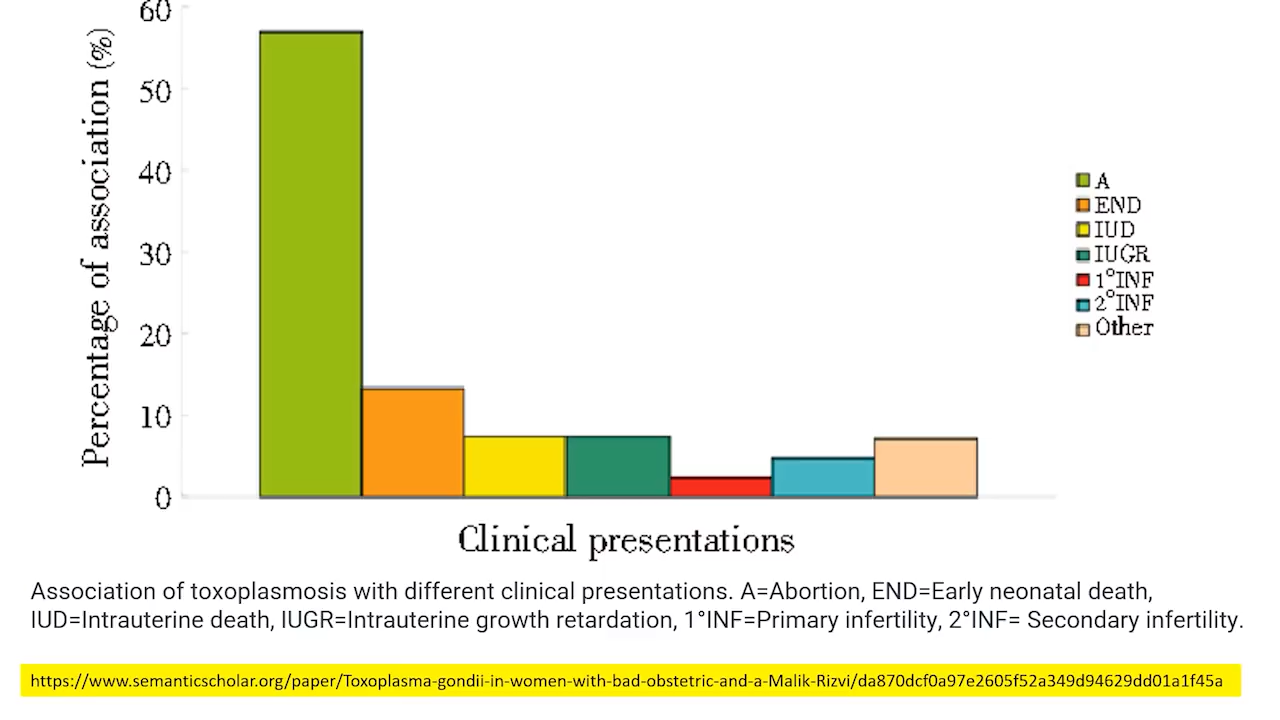 Percentage of association (%)
60
50
40
30
20
10
0
A
END
IUD
IUGR
1°INF
2°INF
Other
Clinical presentations
Association of toxoplasmosis with different clinical presentations. A=Abortion, END=Early neonatal death,
IUD=Intrauterine death, IUGR=Intrauterine growth retardation, 1°INF=Primary infertility, 2°INF= Secondary infertility.
https://www.semanticscholar.org/paper/Toxoplasma-gondii-in-women-with-bad-obstetric-and-a-Malik-Rizvi/da870dcf0a97e2605f52a349d94629dd01a1f45a